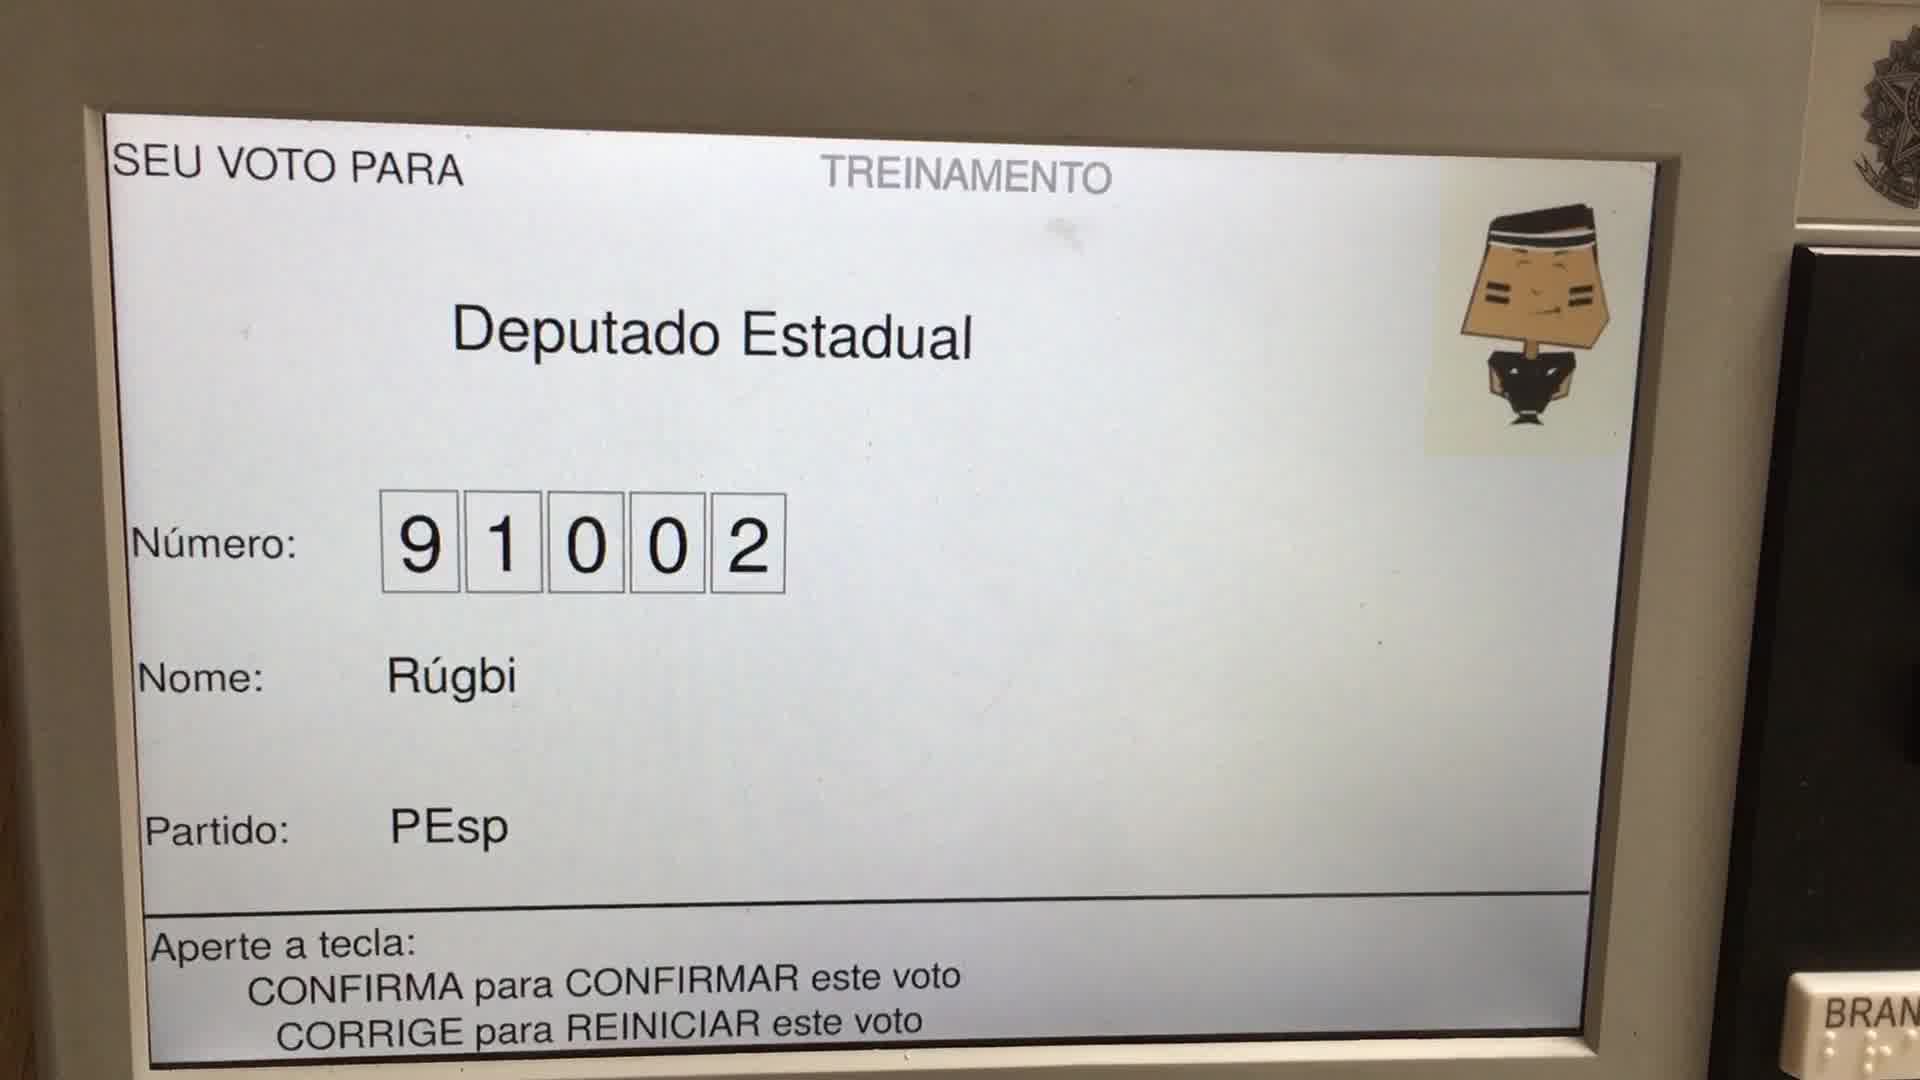 SEU VOTO PARA
TREINAMENTO
Deputado Estadual
Número: 9 1 0 0 2
Nome: Rúgbi
Partido: PEsp
Aperte a tecla:
CONFIRMA para CONFIRMAR este voto
CORRIGE para REINICIAR este voto
BRAN